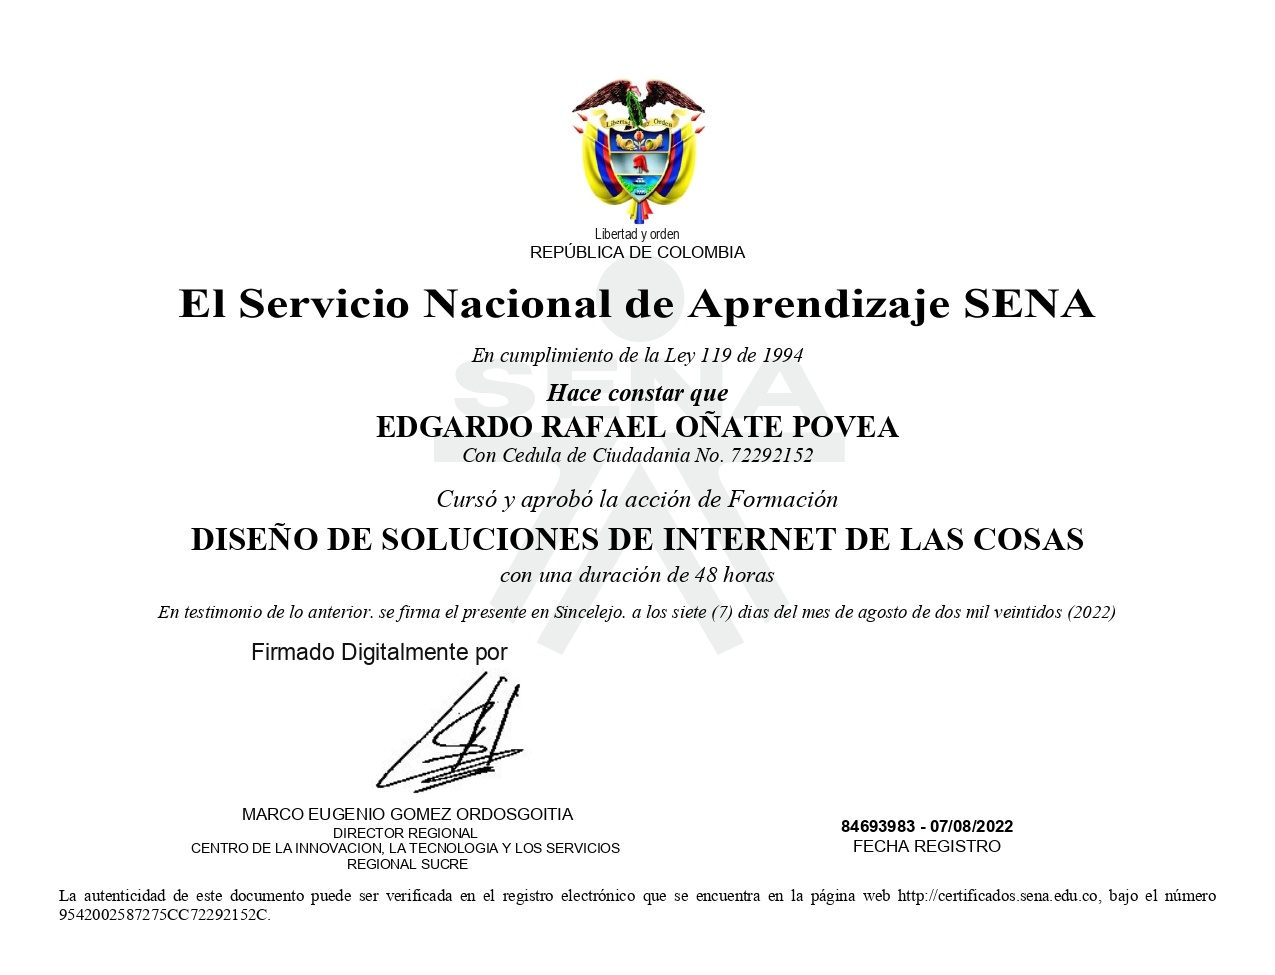 Libertad y Orden
Libertad y orden
REPÚBLICA DE COLOMBIA
El Servicio Nacional de Aprendizaje SENA
En cumplimiento de la Ley 119 de 1994
SENA
Hace constar que
EDGARDO RAFAEL OÑATE POVEA
Con Cedula de Ciudadania No. 72292152
Cursó y aprobó la acción de Formación
DISEÑO DE SOLUCIONES DE INTERNET DE LAS COSAS
con una duración de 48 horas
En testimonio de lo anterior. se firma el presente en Sincelejo. a los siete (7) dias del mes de agosto de dos mil veintidos (2022)
Firmado Digitalmente por
MARCO EUGENIO GOMEZ ORDOSGOITIA
DIRECTOR REGIONAL
CENTRO DE LA INNOVACION, LA TECNOLOGIA Y LOS SERVICIOS
REGIONAL SUCRE
84693983 - 07/08/2022
FECHA REGISTRO
La autenticidad de este documento puede ser verificada en el registro electrónico que se encuentra en la página web http://certificados.sena.edu.co, bajo el número
9542002587275CC72292152C.